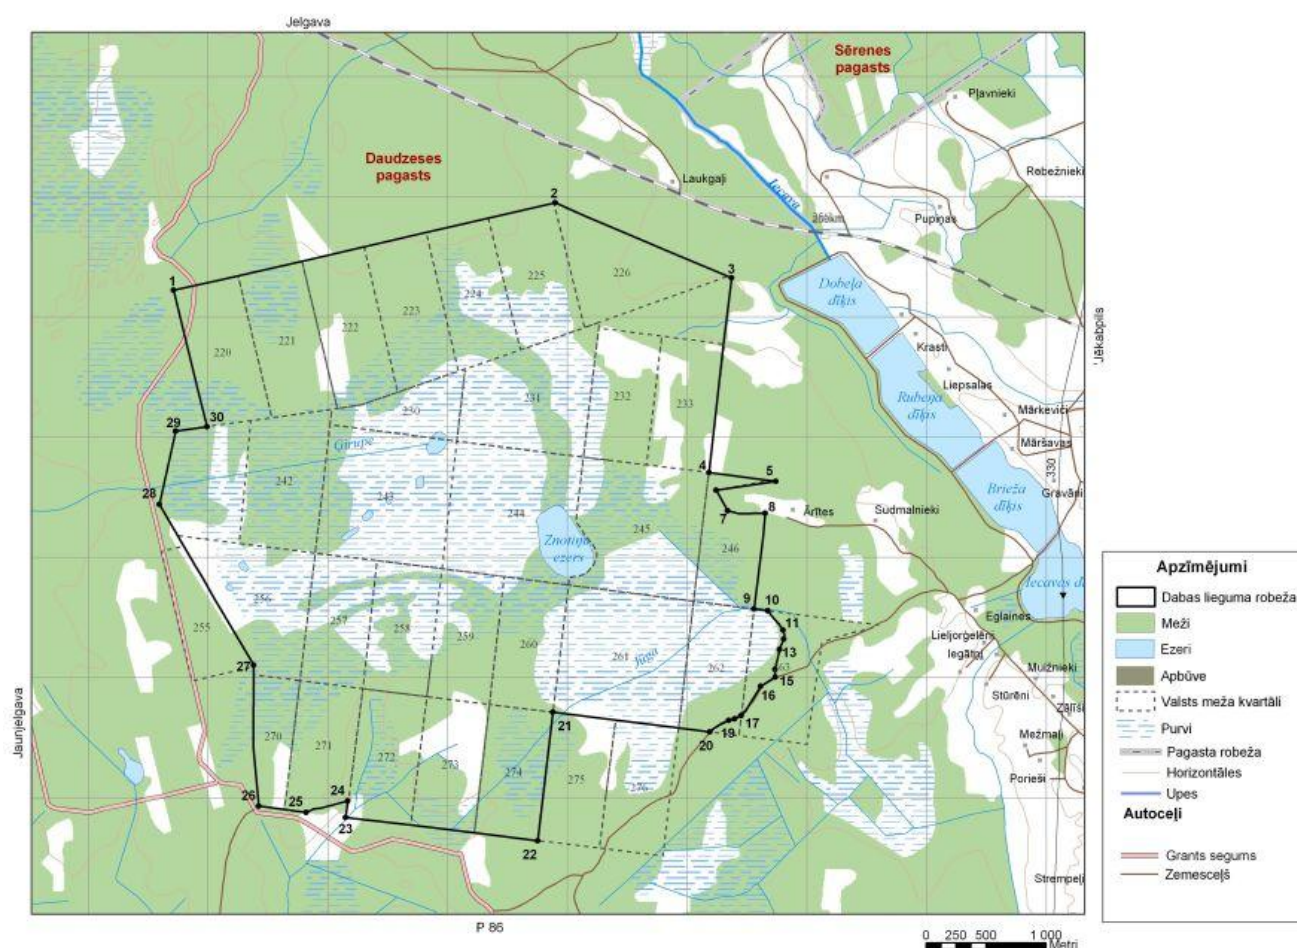 Jelgava
Sērenes
pagasts
Pļavnieki
Daudzeses
pagasts
Laukgaļi
Iecava
Robežnieki
2
Pupiņas
225
226
3
Dobeļa
dīķis
1
224
223
222
221
220
Krasti
Jēkabpils
Liepsalas
Rubeņa
dīķis
Mārkeviči
Māršavas
232
233
231
230
29
30
Girupe
4
5
330
Gravāni
Brieža
dīķis
242
243
244
28
7
8
Ārītes
Sudmalnieki
Znotiņu
ezers
245
246
Iecavas dī
256
9
10
Eglaines
11
257
258
259
260
261
262
Jūga
13
63
15
16
255
27
Lieljorģelēni
Iegātņi
Muižnieki
Stūrēni
Zālīši
17
19
20
21
Mežmaļi
Porieši
270
271
272
273
274
275
276
24
25
26
23
22
Strempeļi
Jaunjelgava
P 86
Apzīmējumi
Dabas lieguma robeža
Meži
Ezeri
Apbūve
Valsts meža kvartāli
Purvi
Pagasta robeža
Horizontāles
Upes
Autoceļi
Grants segums
Zemesceļš
0 250 500 1 000
Metri